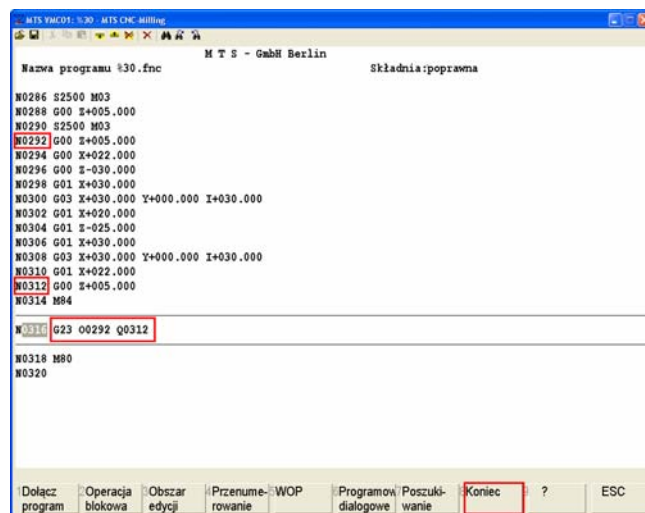 MTS VMC01: %30 - MTS CNC-Milling
M T S - GmbH Berlin
Nazwa programu %30.fnc Składnia:poprawna
N0286 S2500 M03
N0288 G00 Z+005.000
N0290 S2500 M03
N0292 G00 Z+005.000
N0294 G00 X+022.000
N0296 G00 Z-030.000
N0298 G01 X+030.000
N0300 G03 X+030.000 Y+000.000 I+030.000
N0302 G01 X+020.000
N0304 G01 Z-025.000
N0306 G01 X+030.000
N0308 G03 X+030.000 Y+000.000 I+030.000
N0310 G01 X+022.000
N0312 G00 Z+005.000
N0314 M84
N0316 G23 O0292 Q0312
N0318 M80
N0320
1 Dołącz program
2 Operacja blokowa
3 Obszar edycji
4 Przenume-rowanie
5 WOP
6 Programow dialogowe
7 Poszuki-wanie
8 Koniec
9 ?
ESC